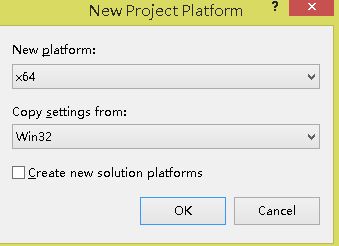 New Project Platform
?
New platform:
x64
Copy settings from:
Win32
Create new solution platforms
OK
Cancel